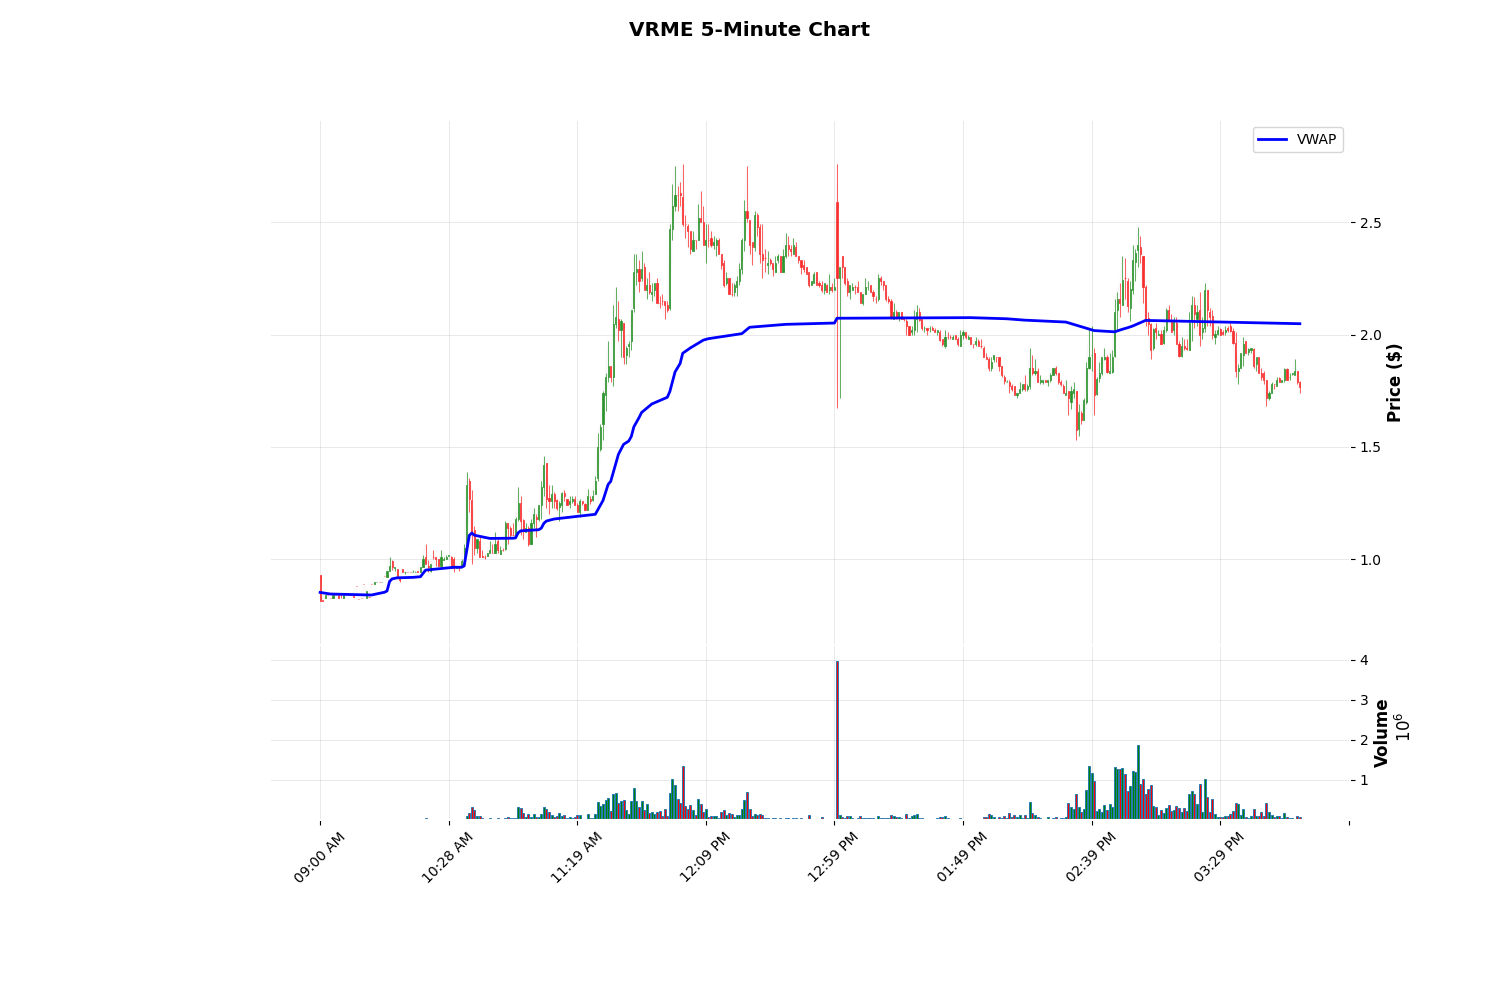 VRME 5-Minute Chart
VWAP
2.5
2.0
1.5
1.0
Price ($)
4
3
2
1
Volume
10⁶
09:00 AM
10:28 AM
11:19 AM
12:09 PM
12:59 PM
01:49 PM
02:39 PM
03:29 PM